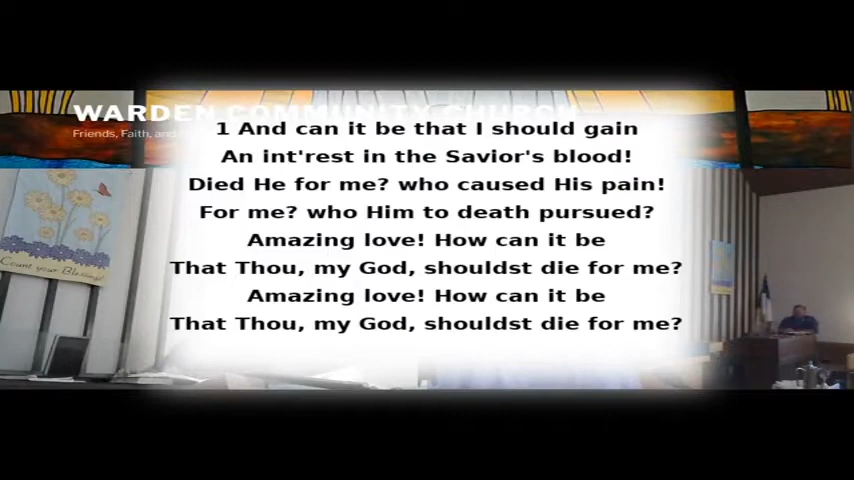 WARDEN COMMUNITY CHURCH
Friends, Faith, and
1 And can it be that I should gain
An int'rest in the Savior's blood!
Died He for me? who caused His pain!
For me? who Him to death pursued?
Amazing love! How can it be
That Thou, my God, shouldst die for me?
Amazing love! How can it be
That Thou, my God, shouldst die for me?
Count your Blessings